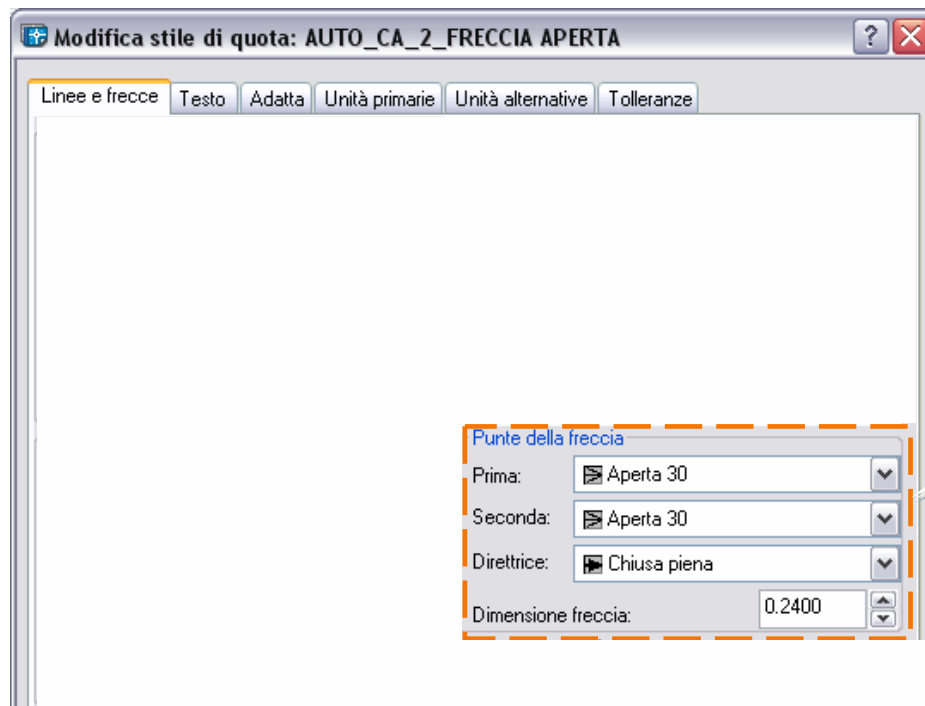 Modifica stile di quota: AUTO_CA_2_FRECCIA APERTA
Linee e frecce Testo Adatta Unità primarie Unità alternative Tolleranze
Punte della freccia
Prima: Aperta 30
Seconda: Aperta 30
Direttrice: Chiusa piena
Dimensione freccia: 0.2400